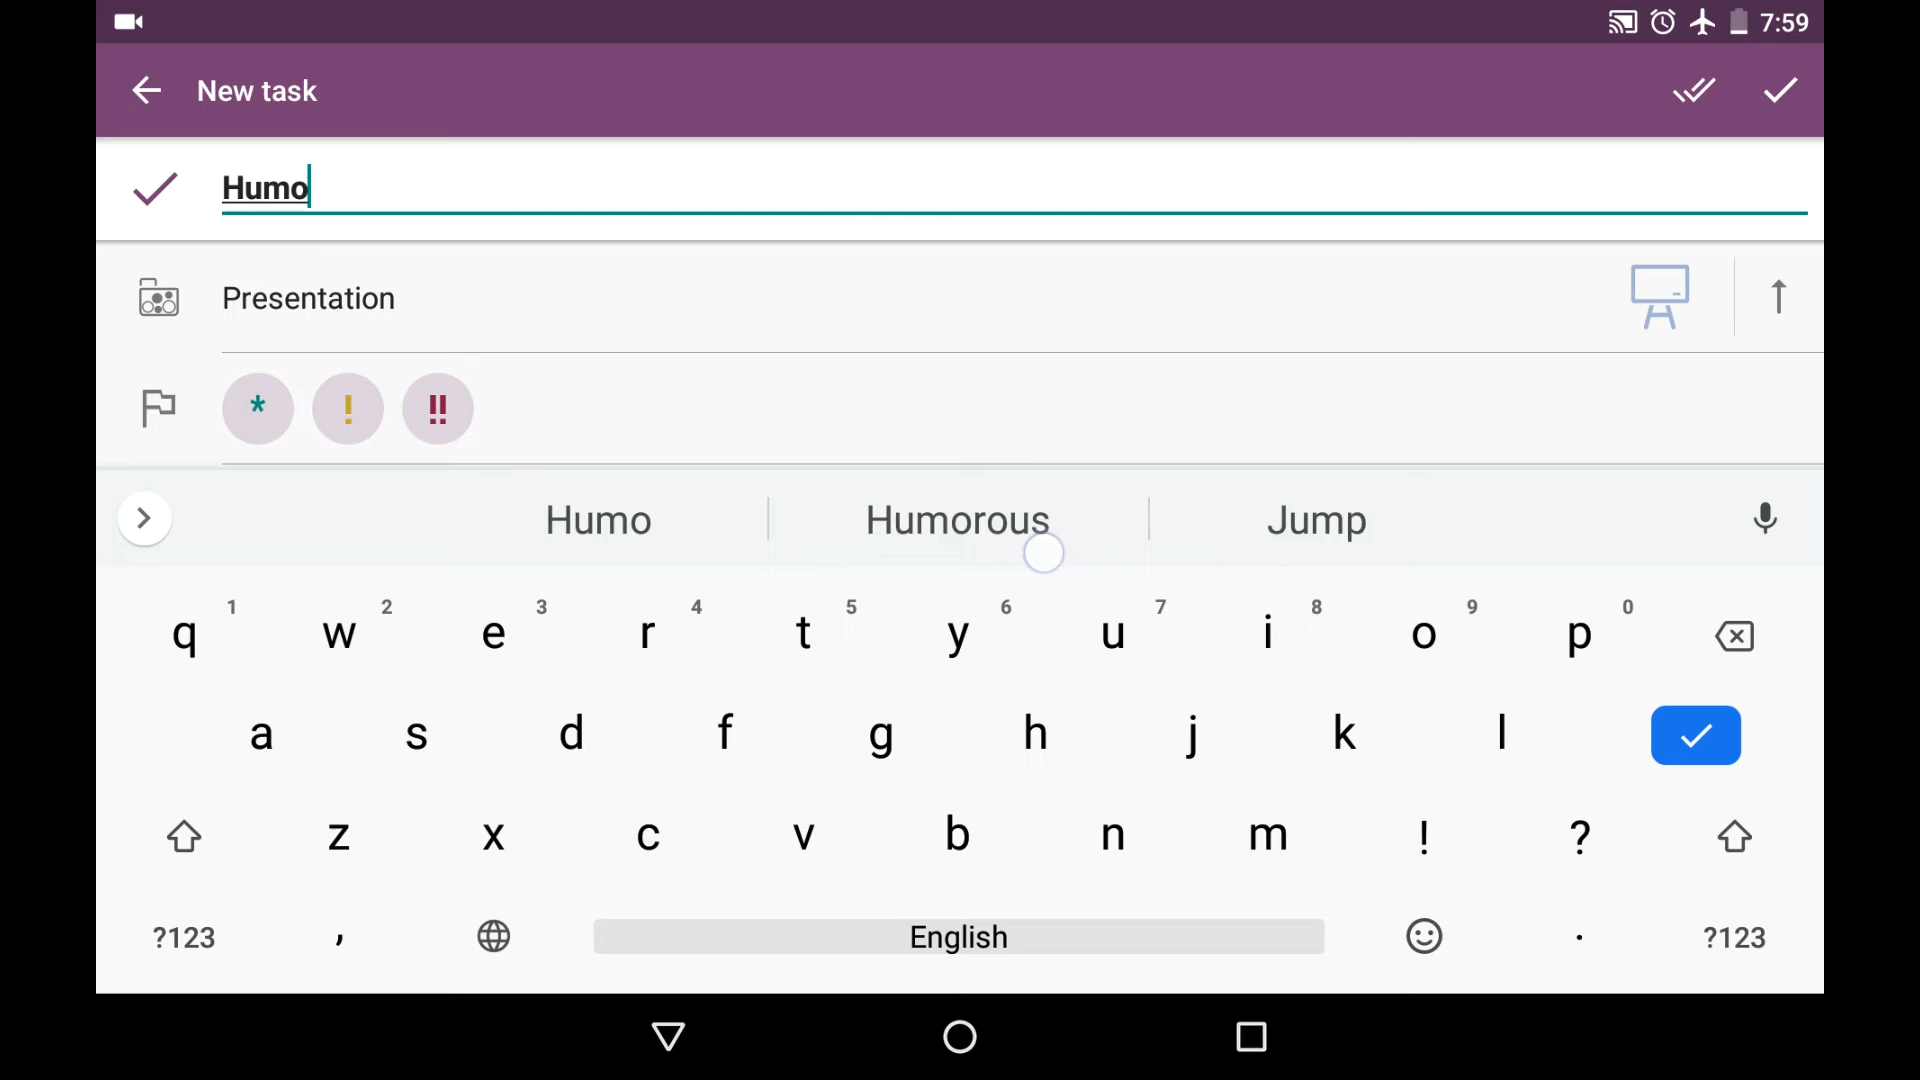 7:59
New task
Humo
Presentation
* ! !!
Humo Humorous Jump
1 2 3 4 5 6 7 8 9 0
q w e r t y u i o p
a s d f g h j k l
z x c v b n m ! ?
?123 , English . ?123